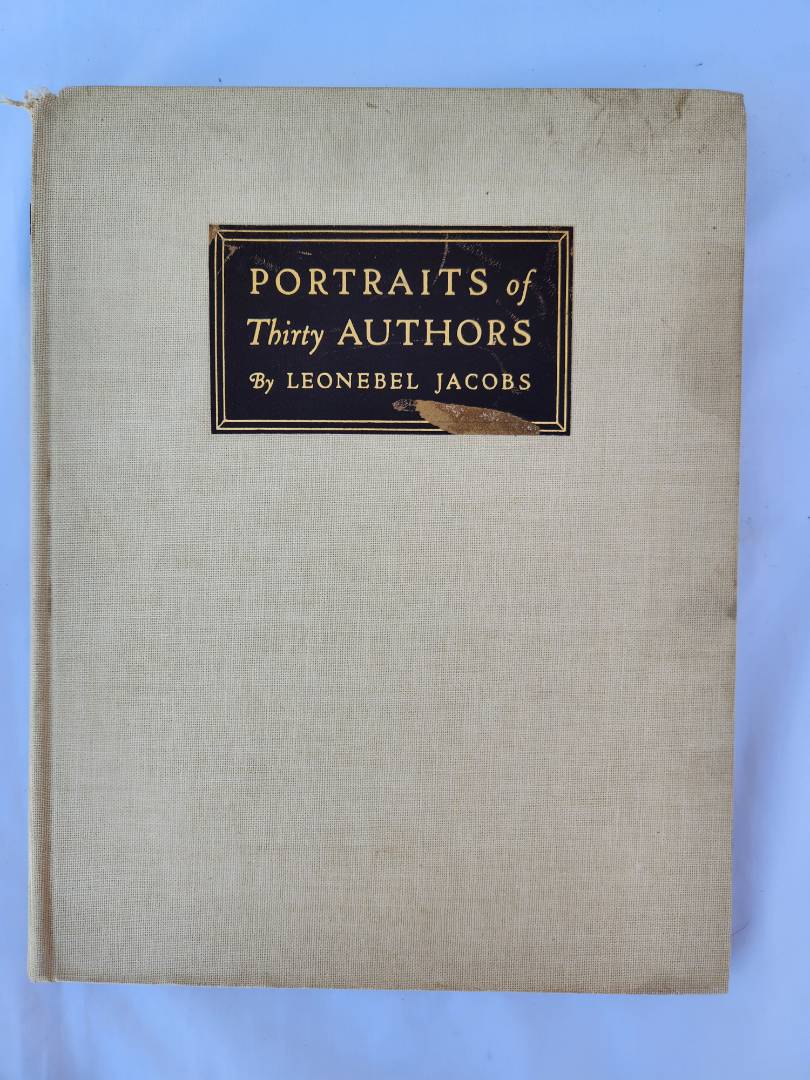 PORTRAITS of
Thirty AUTHORS
By LEONEBEL JACOBS